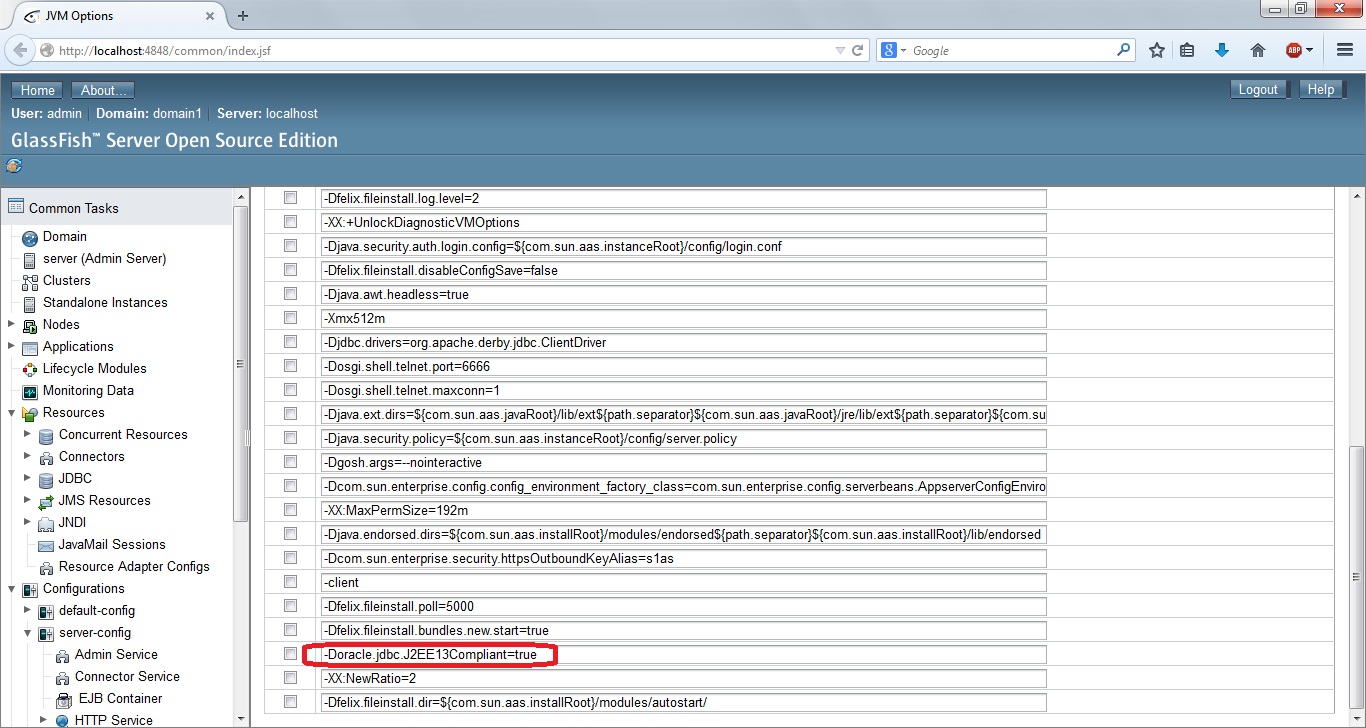 JVM Options
http://localhost:4848/common/index.jsf
Google
ABP
Home About...
Logout Help
User: admin Domain: domain1 Server: localhost
GlassFish™ Server Open Source Edition
Common Tasks
Domain
server (Admin Server)
Clusters
Standalone Instances
Nodes
Applications
Lifecycle Modules
Monitoring Data
Resources
Concurrent Resources
Connectors
JDBC
JMS Resources
JNDI
JavaMail Sessions
Resource Adapter Configs
Configurations
default-config
server-config
Admin Service
Connector Service
EJB Container
HTTP Service
-Dfelix.fileinstall.log.level=2
-XX:+UnlockDiagnosticVMOptions
-Djava.security.auth.login.config=${com.sun.aas.instanceRoot}/config/login.conf
-Dfelix.fileinstall.disableConfigSave=false
-Djava.awt.headless=true
-Xmx512m
-Djdbc.drivers=org.apache.derby.jdbc.ClientDriver
-Dosgi.shell.telnet.port=6666
-Dosgi.shell.telnet.maxconn=1
-Djava.ext.dirs=${com.sun.aas.javaRoot}/lib/ext${path.separator}${com.sun.aas.javaRoot}/jre/lib/ext${path.separator}${com.su
-Djava.security.policy=${com.sun.aas.instanceRoot}/config/server.policy
-Dgosh.args=--nointeractive
-Dcom.sun.enterprise.config.config_environment_factory_class=com.sun.enterprise.config.serverbeans.AppserverConfigEnviro
-XX:MaxPermSize=192m
-Djava.endorsed.dirs=${com.sun.aas.installRoot}/modules/endorsed${path.separator}${com.sun.aas.installRoot}/lib/endorsed
-Dcom.sun.enterprise.security.httpsOutboundKeyAlias=s1as
-client
-Dfelix.fileinstall.poll=5000
-Dfelix.fileinstall.bundles.new.start=true
-Doracle.jdbc.J2EE13Compliant=true
-XX:NewRatio=2
-Dfelix.fileinstall.dir=${com.sun.aas.installRoot}/modules/autostart/